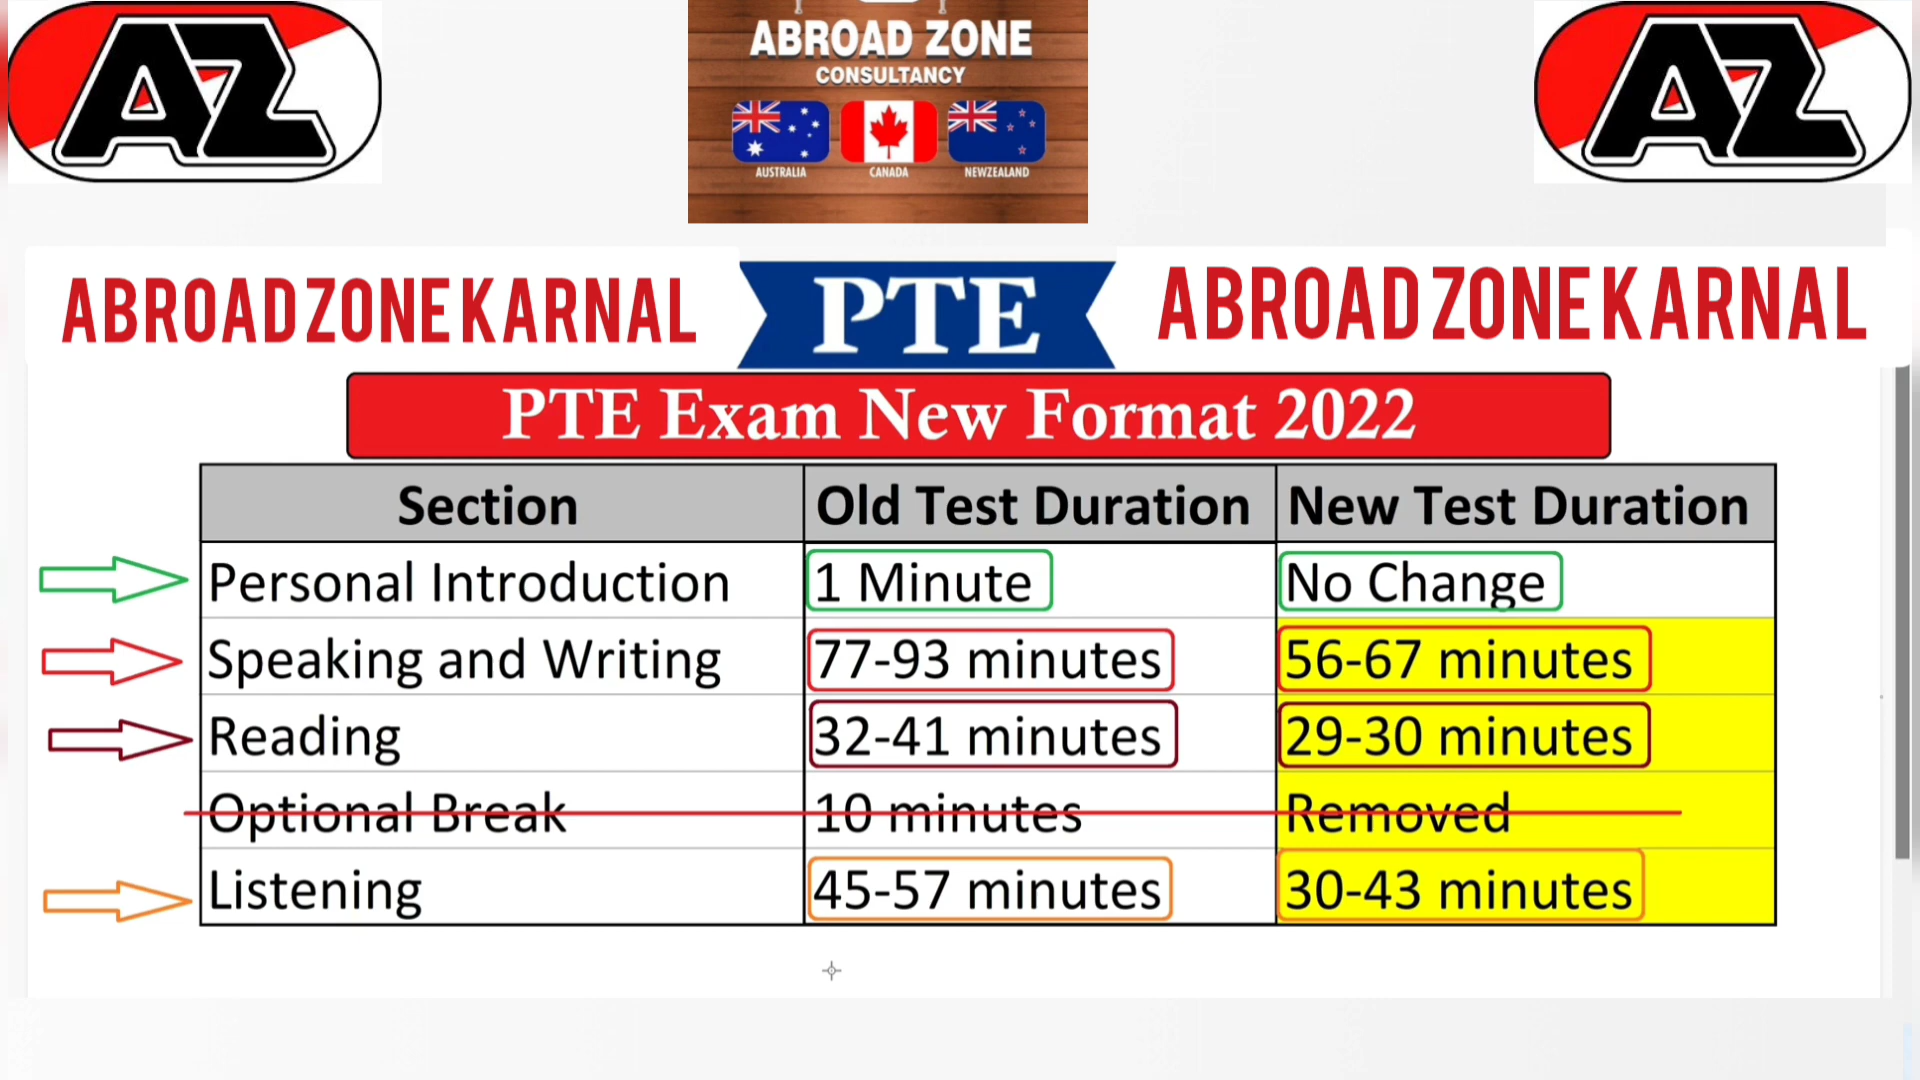 AZ
ABROAD ZONE
CONSULTANCY
AUSTRALIA CANADA NEWZEALAND
AZ
ABROAD ZONE KARNAL
PTE
ABROAD ZONE KARNAL
PTE Exam New Format 2022
Section Old Test Duration New Test Duration
Personal Introduction 1 Minute No Change
Speaking and Writing 77-93 minutes 56-67 minutes
Reading 32-41 minutes 29-30 minutes
Optional Break 10 minutes Removed
Listening 45-57 minutes 30-43 minutes